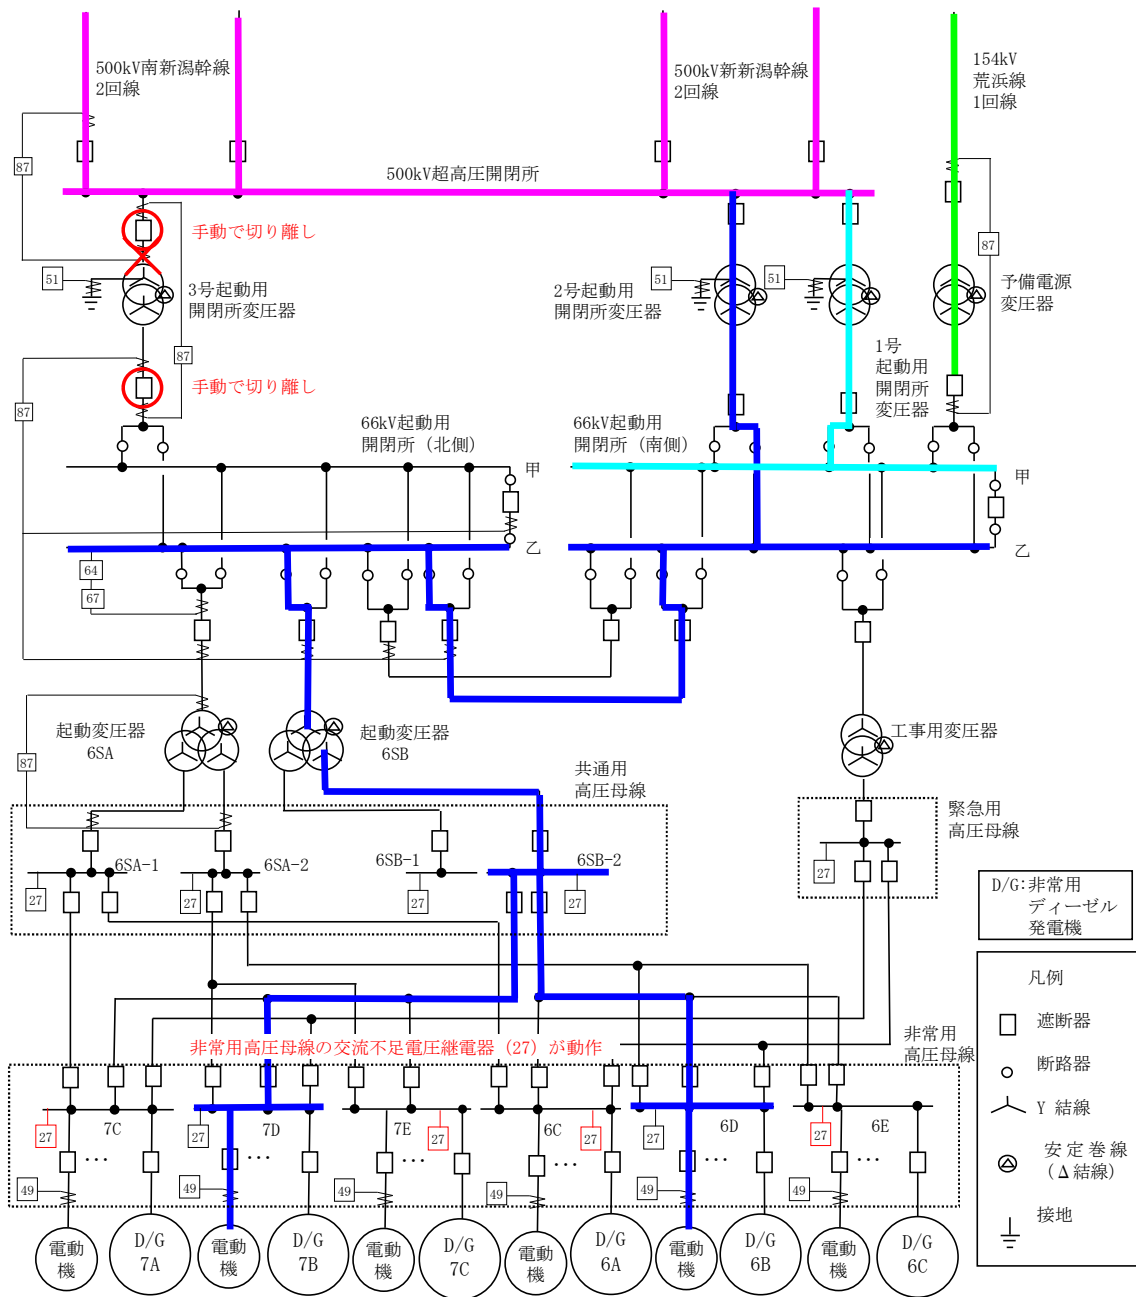 500kV南新潟幹線
2回線
500kV新新潟幹線
2回線
154kV
荒浜線
1回線
87
500kV超高圧開閉所
手動で切り離し
87
51
51
51
3号起動用
開閉所変圧器
2号起動用
開閉所変圧器
予備電源
変圧器
87
1号
起動用
開閉所
変圧器
手動で切り離し
87
66kV起動用
開閉所（北側）
66kV起動用
開閉所（南側）
甲
甲
乙
乙
64
67
起動変圧器
6SA
起動変圧器
6SB
工事用変圧器
87
共通用
高圧母線
緊急用
高圧母線
6SA-1
6SA-2
6SB-1
6SB-2
27
27
27
27
27
D/G:非常用
ディーゼル
発電機
凡例
遮断器
断路器
Y 結線
安定巻線
(Δ結線)
接地
非常用高圧母線の交流不足電圧継電器（27）が動作
非常用
高圧母線
7C
7D
7E
6C
6D
6E
27
27
27
27
27
27
...
...
...
...
...
...
49
49
49
49
49
49
電動
機
D/G
7A
電動
機
D/G
7B
電動
機
D/G
7C
電動
機
D/G
6A
電動
機
D/G
6B
電動
機
D/G
6C